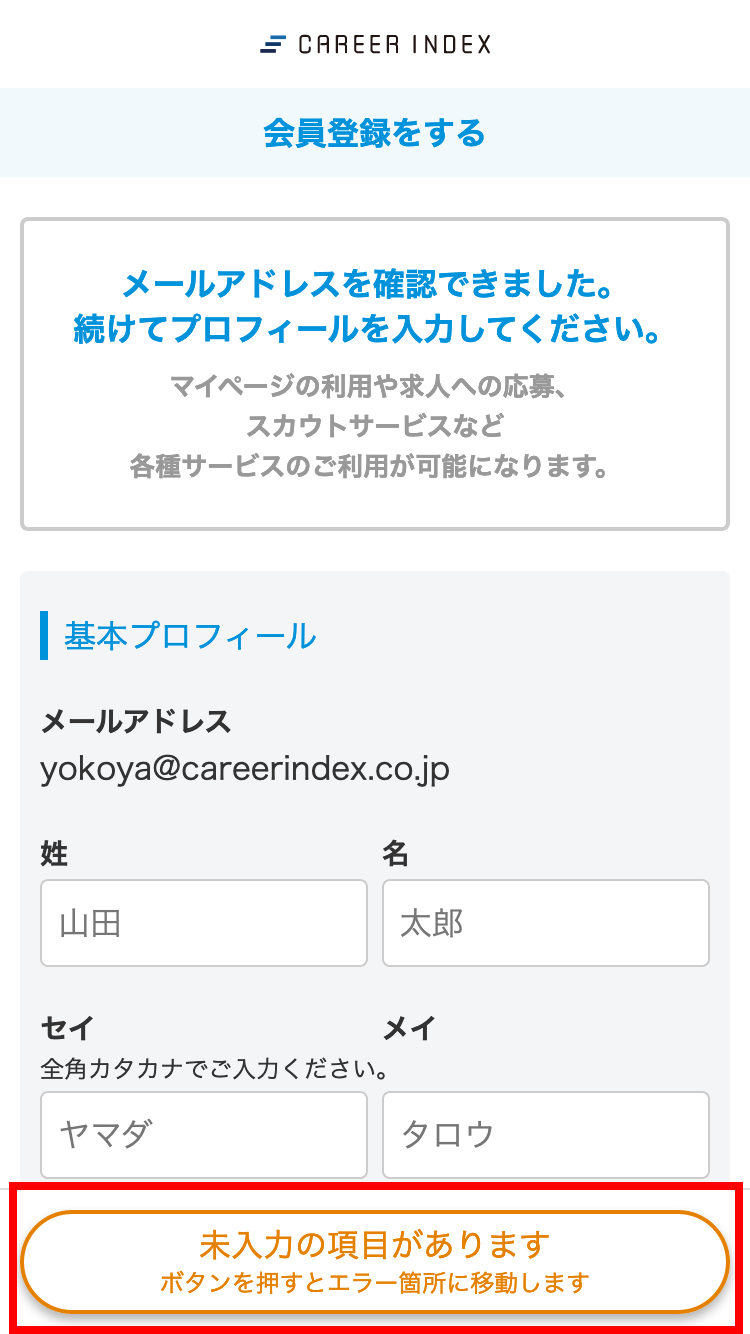 CAREER INDEX
会員登録をする
メールアドレスを確認できました。
続けてプロフィールを入力してください。
マイページの利用や求人への応募、
スカウトサービスなど
各種サービスのご利用が可能になります。
基本プロフィール
メールアドレス
yokoya@careerindex.co.jp
姓 名
山田 太郎
セイ メイ
全角カタカナでご入力ください。
ヤマダ タロウ
未入力の項目があります
ボタンを押すとエラー箇所に移動します